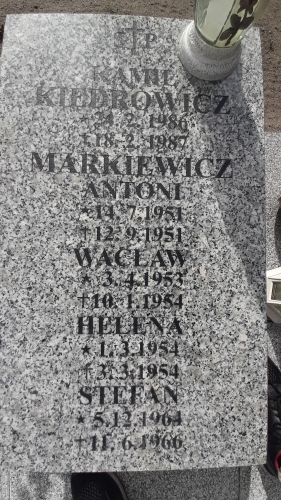 Ś † P
KAMIL
KIEDROWICZ
* 24. 2. 1986
† 18. 2. 1987
MARKIEWICZ
ANTONI
* 14. 7. 1951
† 12. 9. 1951
WACŁAW
* 3. 4. 1953
† 10. 1. 1954
HELENA
* 1. 3. 1954
† 3. 3. 1954
STEFAN
* 5. 12. 1964
† 11. 6. 1966